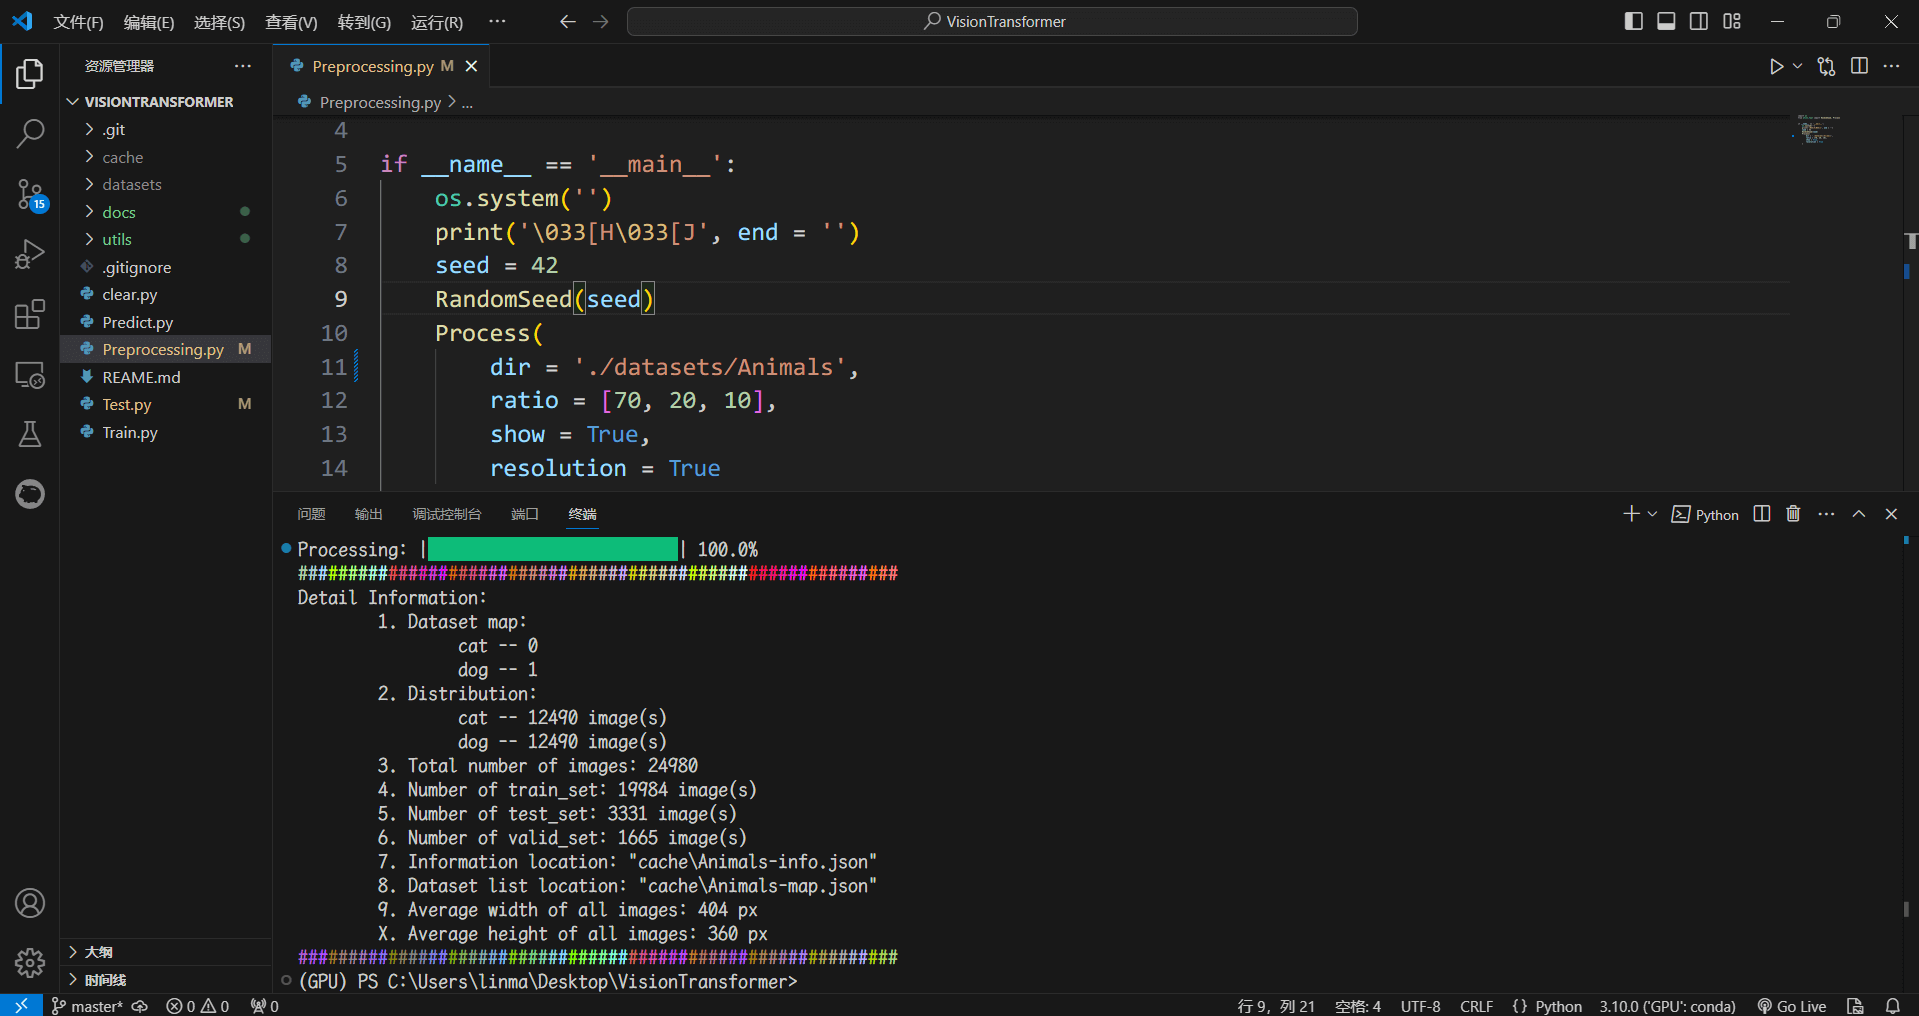 文件(F) 编辑(E) 选择(S) 查看(V) 转到(G) 运行(R) ··· VisionTransformer
资源管理器 ···
VISIONTRANSFORMER
.git
cache
datasets
docs
utils
.gitignore
clear.py
Predict.py
Preprocessing.py M
REAME.md
Test.py M
Train.py
大纲
时间线
15
Preprocessing.py M
Preprocessing.py > ...
4
5 if __name__ == '__main__':
6 os.system('')
7 print('\033[H\033[J', end = '')
8 seed = 42
9 RandomSeed(seed)
10 Process(
11 dir = './datasets/Animals',
12 ratio = [70, 20, 10],
13 show = True,
14 resolution = True
问题 输出 调试控制台 端口 终端 Python
Processing: |██████████| 100.0%
############################################################
Detail Information:
1. Dataset map:
cat -- 0
dog -- 1
2. Distribution:
cat -- 12490 image(s)
dog -- 12490 image(s)
3. Total number of images: 24980
4. Number of train_set: 19984 image(s)
5. Number of test_set: 3331 image(s)
6. Number of valid_set: 1665 image(s)
7. Information location: "cache\Animals-info.json"
8. Dataset list location: "cache\Animals-map.json"
9. Average width of all images: 404 px
X. Average height of all images: 360 px
############################################################
(GPU) PS C:\Users\linma\Desktop\VisionTransformer>
master* 0 0 0 行 9，列 21 空格: 4 UTF-8 CRLF {} Python 3.10.0 ('GPU': conda) Go Live